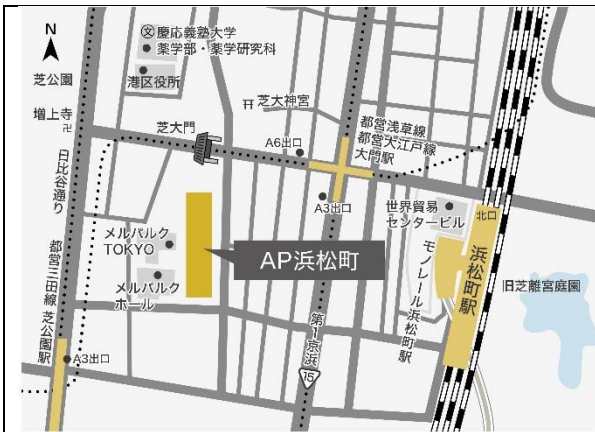 N
文 慶応義塾大学
薬学部・薬学研究科
港区役所
芝公園
増上寺
卍
芝大門
芝大神宮
A6出口
都営浅草線
都営大江戸線
大門駅
日比谷通り
A3出口
世界貿易
センタービル
北口
浜松町駅
モノレール浜松町駅
旧芝離宮庭園
メルパルク
TOKYO
AP浜松町
メルパルク
ホール
都営三田線 芝公園駅
A3出口
第1京浜
15